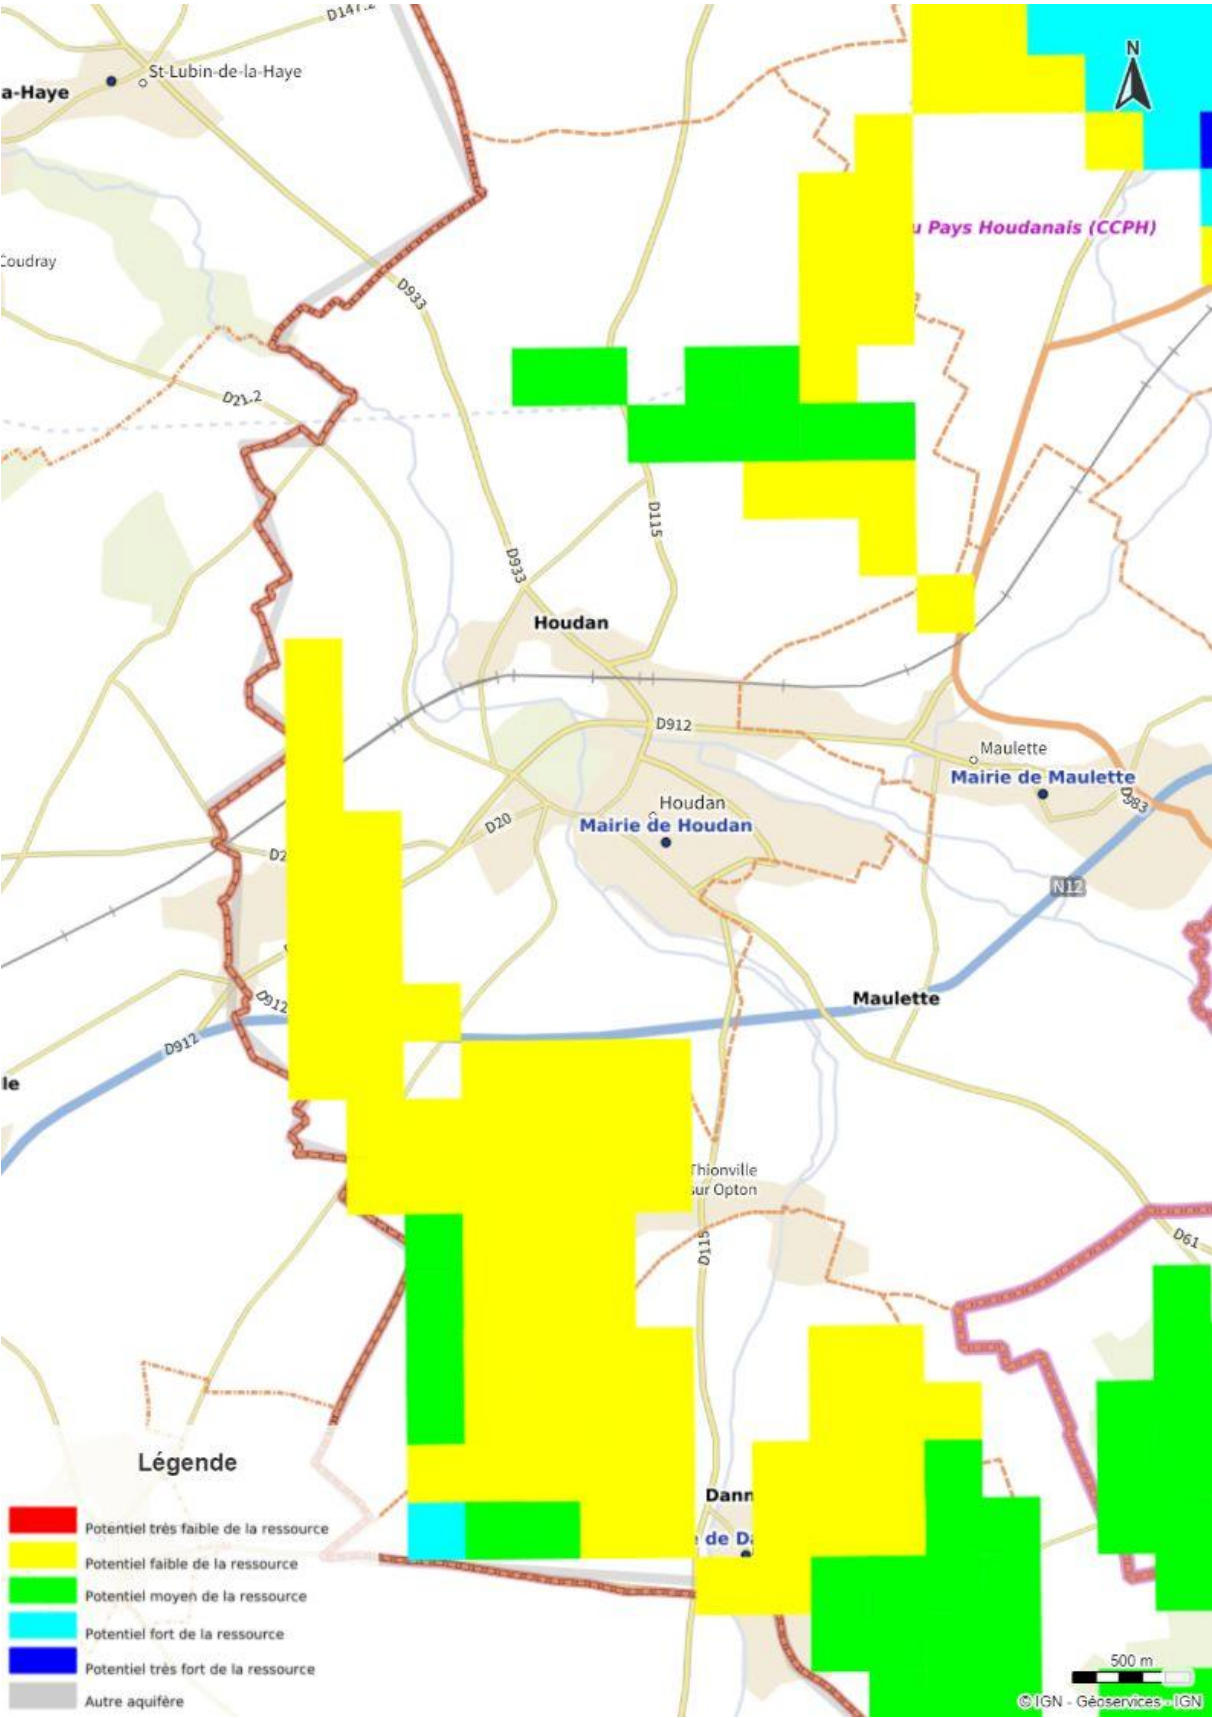 D147.2
N
St-Lubin-de-la-Haye
a-Haye
u Pays Houdanais (CCPH)
Coudray
D933
D21.2
D115
D933
Houdan
D912
Maulette
Mairie de Maulette
D983
Houdan
Mairie de Houdan
D20
D2
N12
D912
Maulette
D912
le
Thionville
sur Opton
D115
D61
Légende
Dann
e de Da
Potentiel très faible de la ressource
Potentiel faible de la ressource
Potentiel moyen de la ressource
Potentiel fort de la ressource
Potentiel très fort de la ressource
Autre aquifère
500 m
© IGN - Géoservices - IGN